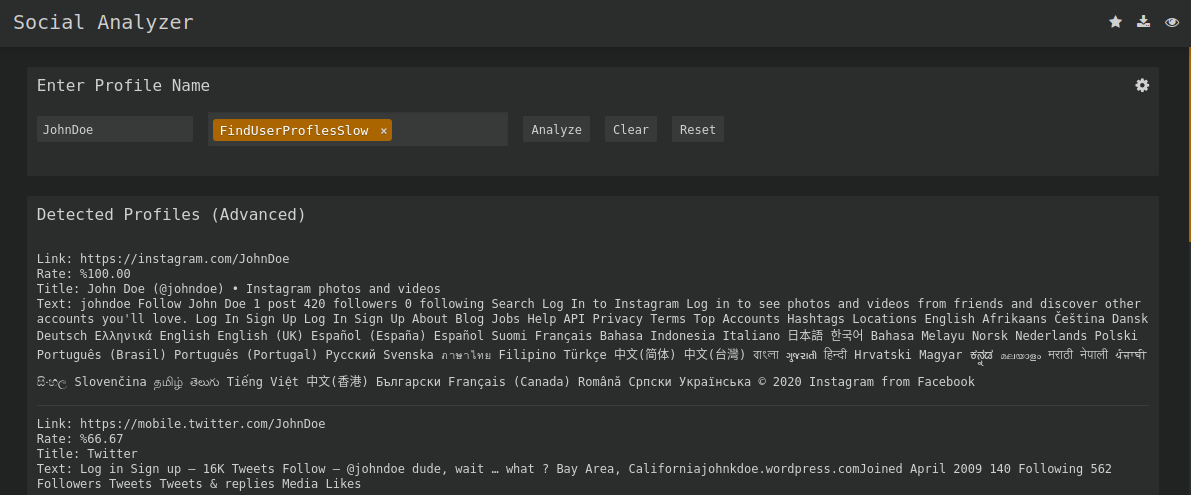 Social Analyzer
Enter Profile Name
JohnDoe
FindUserProflesSlow ×
Analyze
Clear
Reset
Detected Profiles (Advanced)
Link: https://instagram.com/JohnDoe
Rate: %100.00
Title: John Doe (@johndoe) • Instagram photos and videos
Text: johndoe Follow John Doe 1 post 420 followers 0 following Search Log In to Instagram Log in to see photos and videos from friends and discover other
accounts you'll love. Log In Sign Up Log In Sign Up About Blog Jobs Help API Privacy Terms Top Accounts Hashtags Locations English Afrikaans Čeština Dansk
Deutsch Ελληνικά English English (UK) Español (España) Español Suomi Français Bahasa Indonesia Italiano 日本語 한국어 Bahasa Melayu Norsk Nederlands Polski
Português (Brasil) Português (Portugal) Русский Svenska ภาษาไทย Filipino Türkçe 中文(简体) 中文(台灣) বাংলা ગુજરાતી हिन्दी Hrvatski Magyar ಕನ್ನಡ മലയാളം मराठी नेपाली ਪੰਜਾਬੀ
සිංහල Slovenčina தமிழ் తెలుగు Tiếng Việt 中文(香港) Български Français (Canada) Română Српски Українська © 2020 Instagram from Facebook
Link: https://mobile.twitter.com/JohnDoe
Rate: %66.67
Title: Twitter
Text: Log in Sign up – 16K Tweets Follow – @johndoe dude, wait … what ? Bay Area, Californiajohnkdoe.wordpress.comJoined April 2009 140 Following 562
Followers Tweets Tweets & replies Media Likes